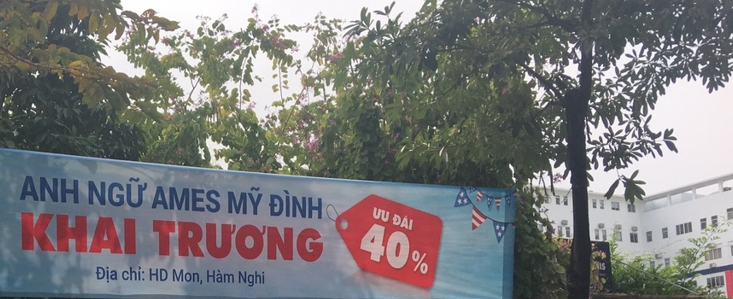 ANH NGỮ AMES MỸ ĐÌNH
KHAI TRƯƠNG
Địa chỉ: HD Mon, Hàm Nghi
ƯU ĐÃI
40%